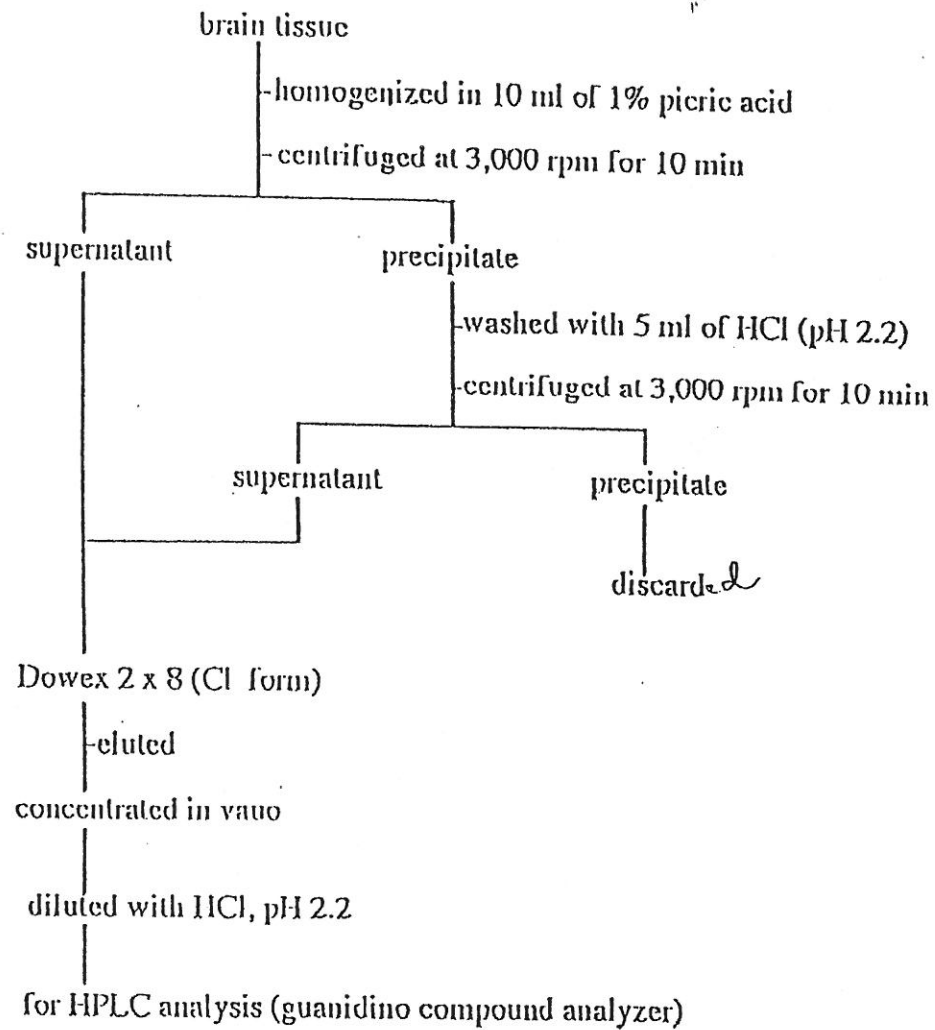 brain tissue
-homogenized in 10 ml of 1% picric acid
-centrifuged at 3,000 rpm for 10 min
supernatant
precipitate
-washed with 5 ml of HCl (pH 2.2)
-centrifuged at 3,000 rpm for 10 min
supernatant
precipitate
discarded
Dowex 2 x 8 (Cl form)
-eluted
concentrated in vauo
diluted with HCl, pH 2.2
for HPLC analysis (guanidino compound analyzer)